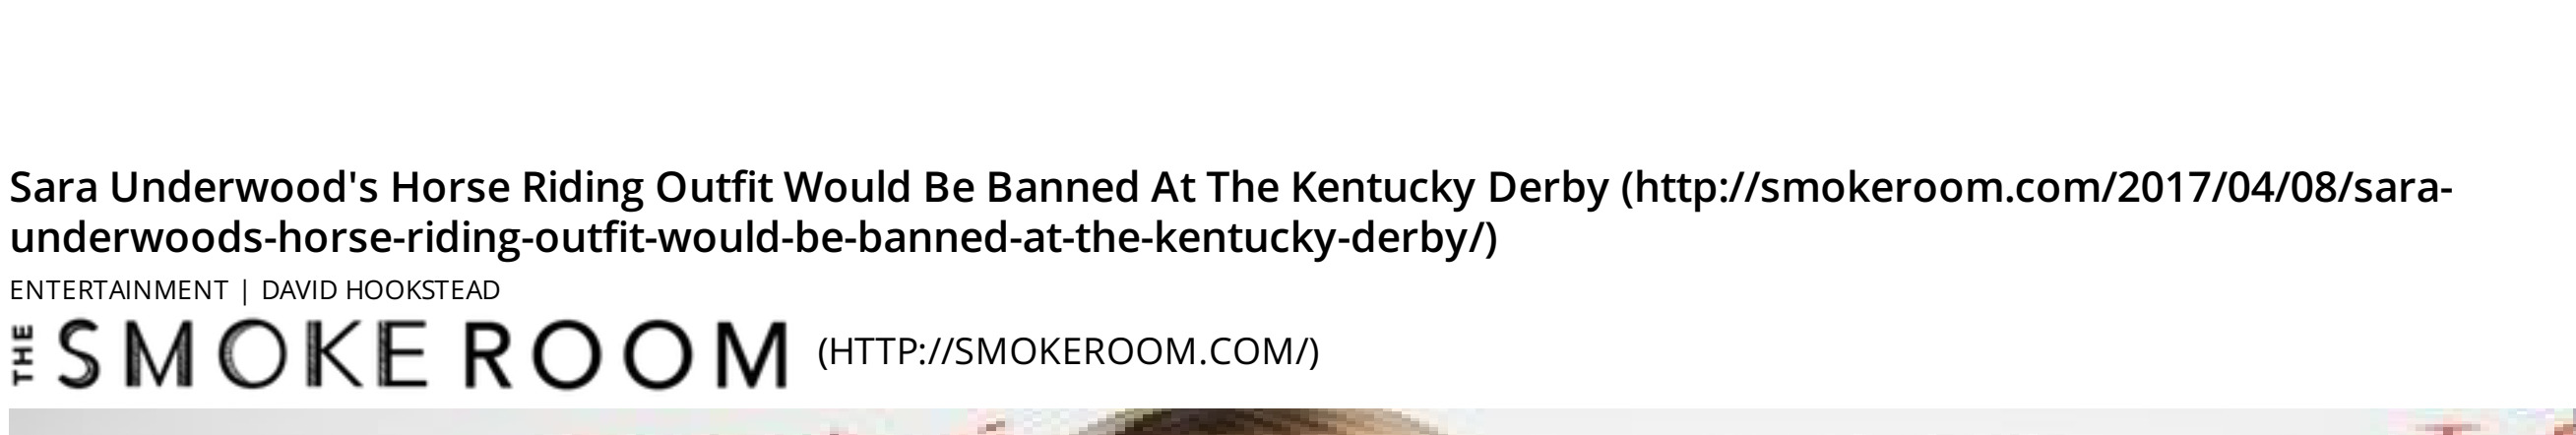 Sara Underwood's Horse Riding Outfit Would Be Banned At The Kentucky Derby (http://smokeroom.com/2017/04/08/sara-
underwoods-horse-riding-outfit-would-be-banned-at-the-kentucky-derby/)
ENTERTAINMENT | DAVID HOOKSTEAD
THE SMOKE ROOM (HTTP://SMOKEROOM.COM/)